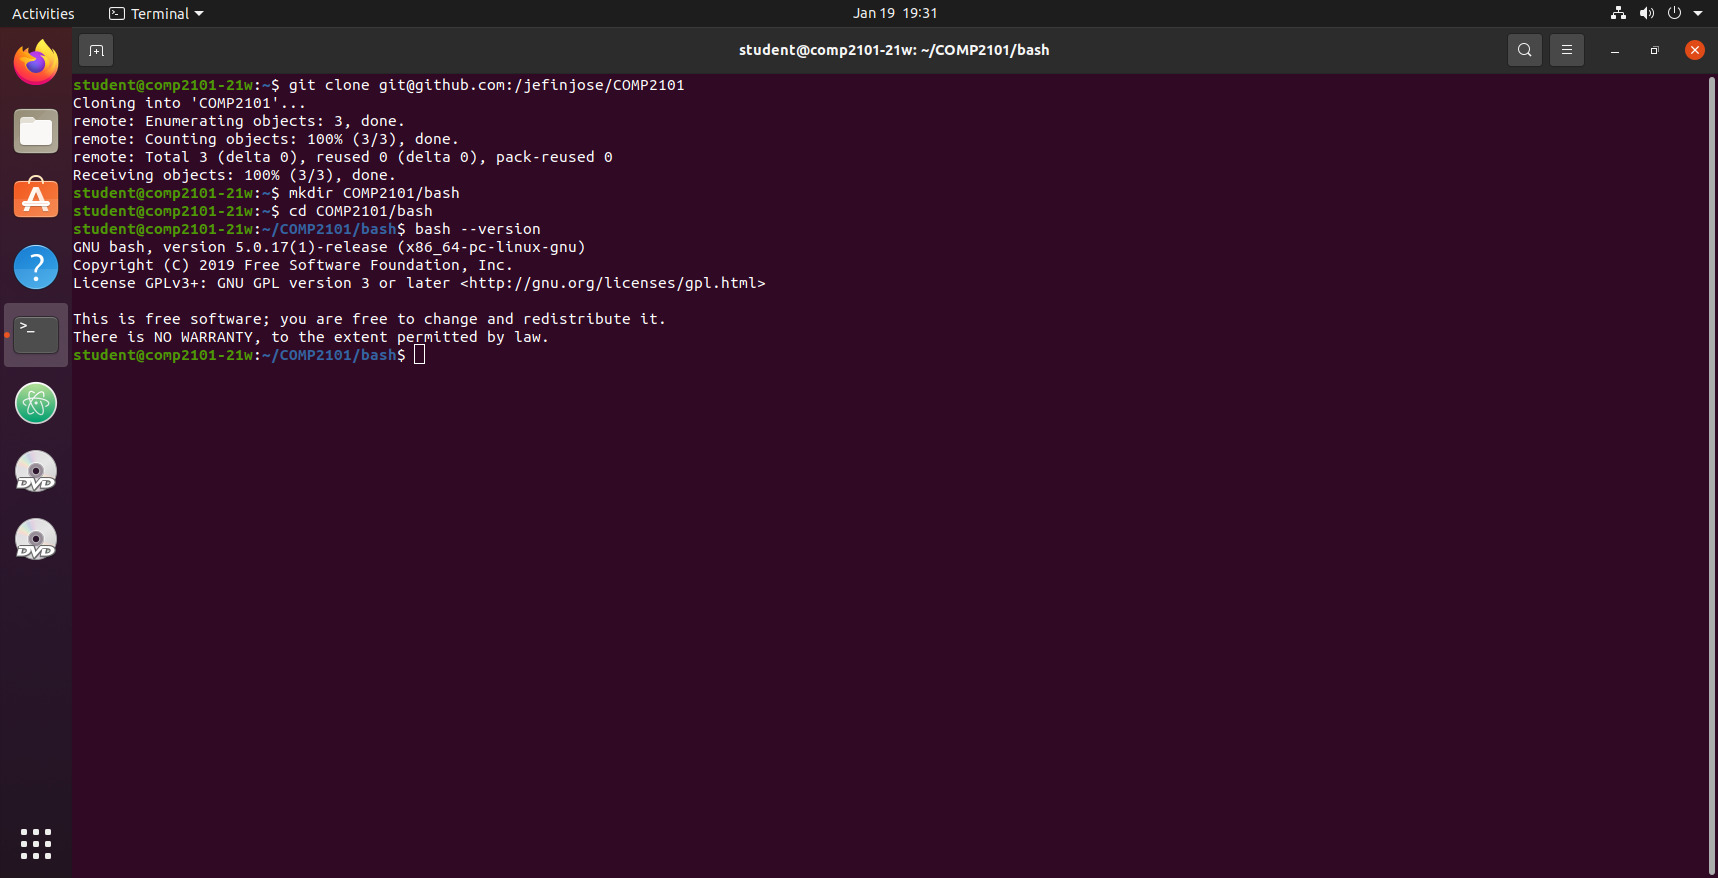 Activities
Terminal
Jan 19 19:31
student@comp2101-21w: ~/COMP2101/bash
student@comp2101-21w:~$ git clone git@github.com:/jefinjose/COMP2101
Cloning into 'COMP2101'...
remote: Enumerating objects: 3, done.
remote: Counting objects: 100% (3/3), done.
remote: Total 3 (delta 0), reused 0 (delta 0), pack-reused 0
Receiving objects: 100% (3/3), done.
student@comp2101-21w:~$ mkdir COMP2101/bash
student@comp2101-21w:~$ cd COMP2101/bash
student@comp2101-21w:~/COMP2101/bash$ bash --version
GNU bash, version 5.0.17(1)-release (x86_64-pc-linux-gnu)
Copyright (C) 2019 Free Software Foundation, Inc.
License GPLv3+: GNU GPL version 3 or later <http://gnu.org/licenses/gpl.html>
This is free software; you are free to change and redistribute it.
There is NO WARRANTY, to the extent permitted by law.
student@comp2101-21w:~/COMP2101/bash$
DVD
DVD